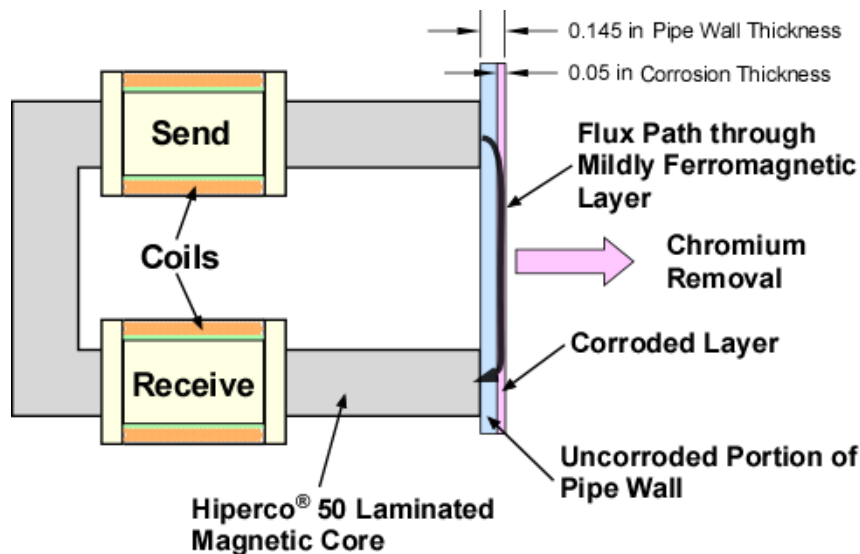 0.145 in Pipe Wall Thickness
0.05 in Corrosion Thickness
Send
Flux Path through
Mildly Ferromagnetic
Layer
Coils
Chromium
Removal
Receive
Corroded Layer
Uncorroded Portion of
Pipe Wall
Hiperco® 50 Laminated
Magnetic Core